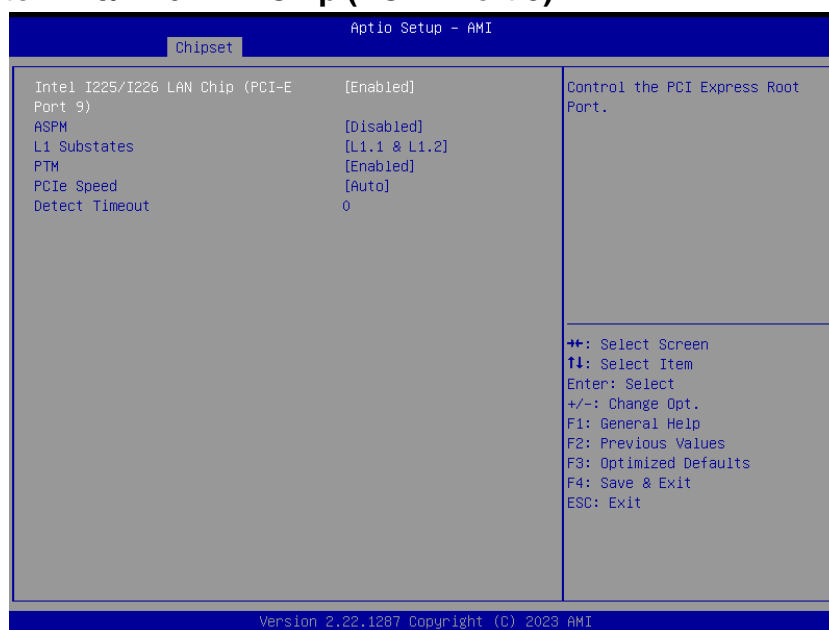 Aptio Setup - AMI
Chipset
Intel I225/I226 LAN Chip (PCI-E Port 9) [Enabled]
ASPM [Disabled]
L1 Substates [L1.1 & L1.2]
PTM [Enabled]
PCIe Speed [Auto]
Detect Timeout 0
Control the PCI Express Root
Port.
→←: Select Screen
↑↓: Select Item
Enter: Select
+/-: Change Opt.
F1: General Help
F2: Previous Values
F3: Optimized Defaults
F4: Save & Exit
ESC: Exit
Version 2.22.1287 Copyright (C) 2023 AMI